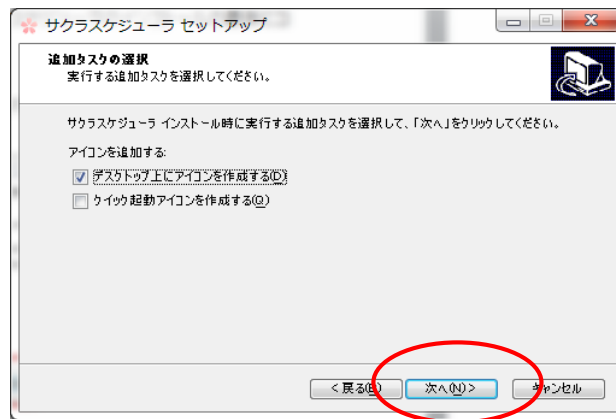 サクラスケジューラ セットアップ
追加タスクの選択
実行する追加タスクを選択してください。
サクラスケジューラ インストール時に実行する追加タスクを選択して、「次へ」をクリックしてください。
アイコンを追加する:
デスクトップ上にアイコンを作成する(D)
クイック起動アイコンを作成する(Q)
< 戻る(B)
次へ(N) >
キャンセル